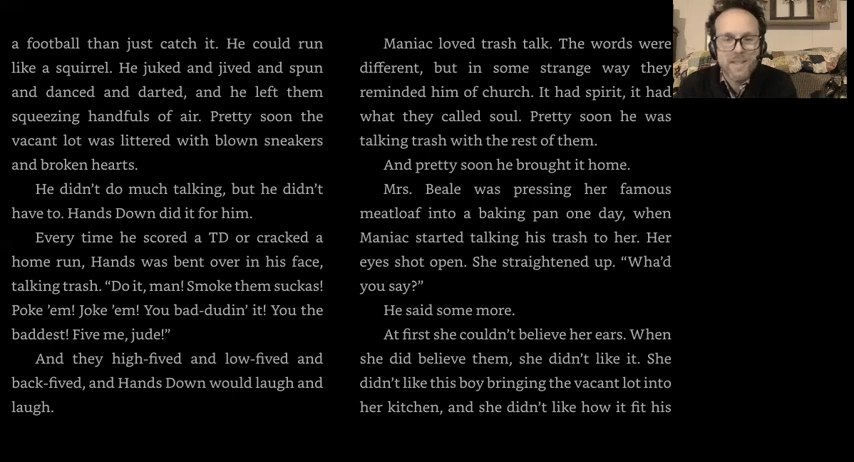 a football than just catch it. He could run
like a squirrel. He juked and jived and spun
and danced and darted, and he left them
squeezing handfuls of air. Pretty soon the
vacant lot was littered with blown sneakers
and broken hearts.
He didn’t do much talking, but he didn’t
have to. Hands Down did it for him.
Every time he scored a TD or cracked a
home run, Hands was bent over in his face,
talking trash. “Do it, man! Smoke them suckas!
Poke ’em! Joke ’em! You bad-dudin’ it! You the
baddest! Five me, jude!”
And they high-fived and low-fived and
back-fived, and Hands Down would laugh and
laugh.
Maniac loved trash talk. The words were
different, but in some strange way they
reminded him of church. It had spirit, it had
what they called soul. Pretty soon he was
talking trash with the rest of them.
And pretty soon he brought it home.
Mrs. Beale was pressing her famous
meatloaf into a baking pan one day, when
Maniac started talking his trash to her. Her
eyes shot open. She straightened up. “Wha’d
you say?”
He said some more.
At first she couldn’t believe her ears. When
she did believe them, she didn’t like it. She
didn’t like this boy bringing the vacant lot into
her kitchen, and she didn’t like how it fit his